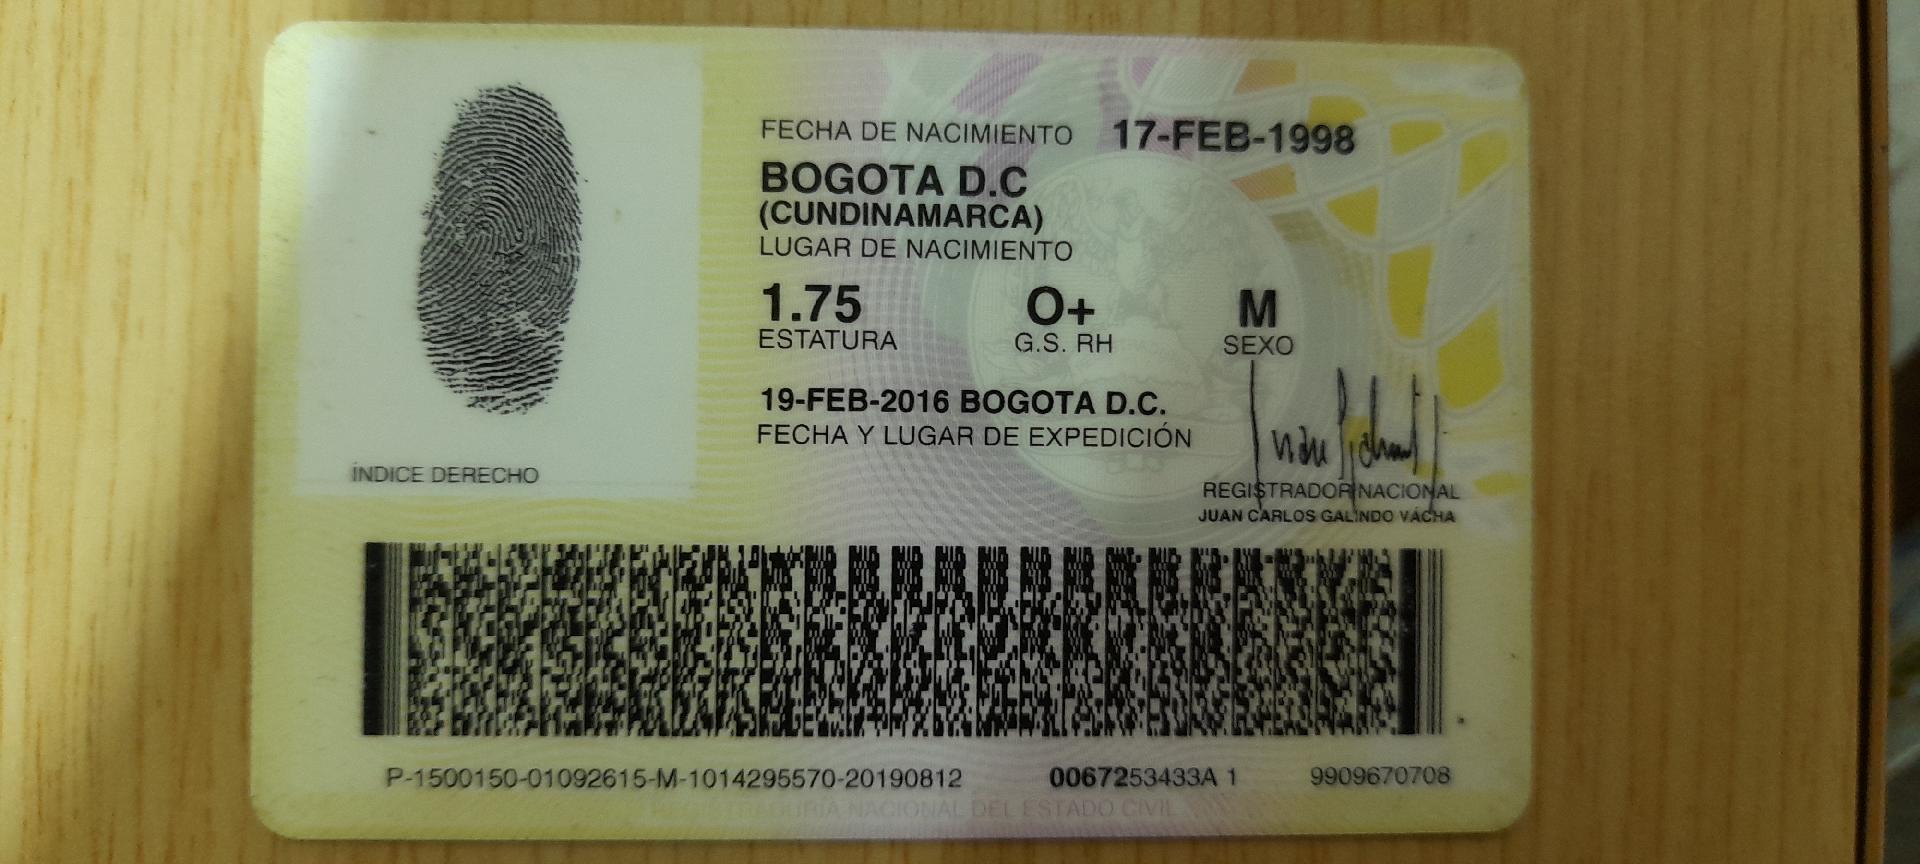 FECHA DE NACIMIENTO 17-FEB-1998
BOGOTA D.C
(CUNDINAMARCA)
LUGAR DE NACIMIENTO
1.75 O+ M
ESTATURA G.S. RH SEXO
19-FEB-2016 BOGOTA D.C.
FECHA Y LUGAR DE EXPEDICIÓN
ÍNDICE DERECHO
REGISTRADOR NACIONAL
JUAN CARLOS GALINDO VÁCHA
P-1500150-01092615-M-1014295570-20190812 0067253433A 1 9909670708
REGISTRADURÍA NACIONAL DEL ESTADO CIVIL